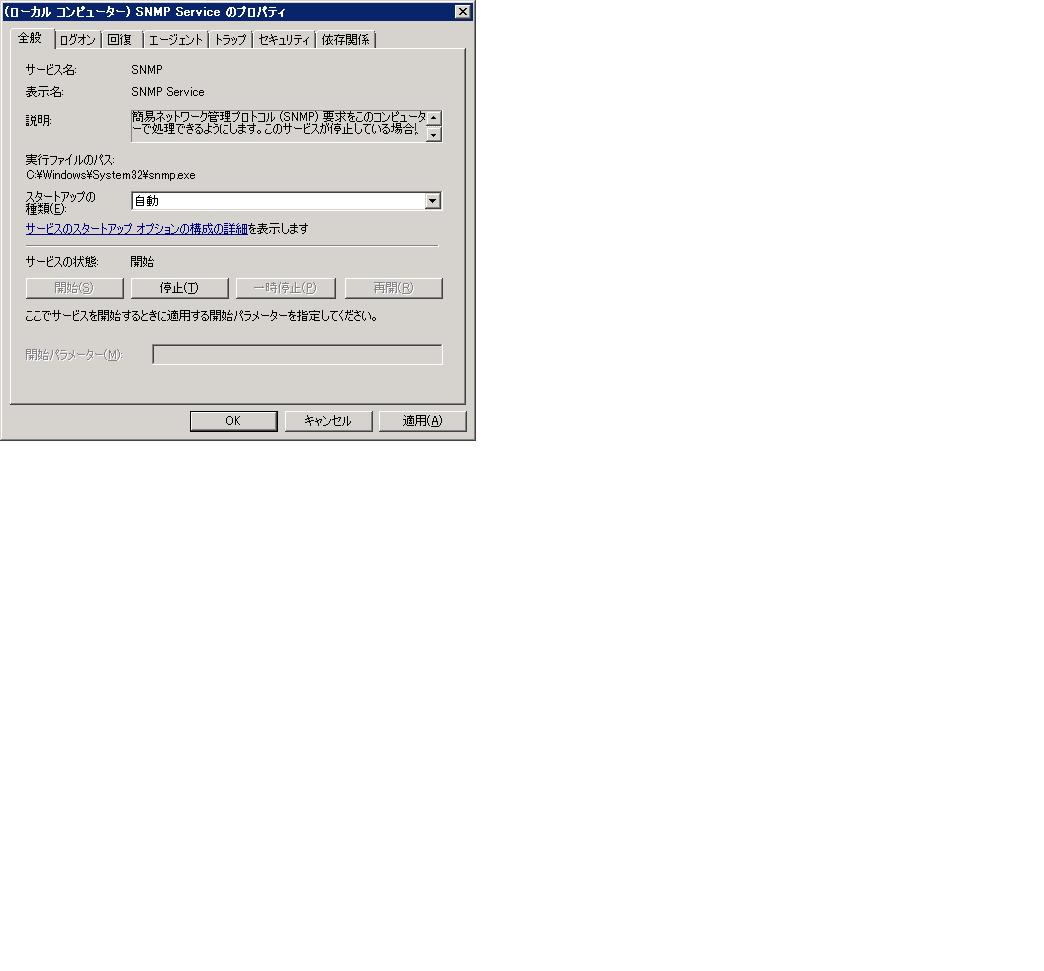 (ローカル コンピューター) SNMP Service のプロパティ
全般 ログオン 回復 エージェント トラップ セキュリティ 依存関係
サービス名: SNMP
表示名: SNMP Service
説明: 簡易ネットワーク管理プロトコル (SNMP) 要求をこのコンピュータ
ーで処理できるようにします。このサービスが停止している場合、
実行ファイルのパス:
C:¥Windows¥System32¥snmp.exe
スタートアップの
種類(E): 自動
サービスのスタートアップ オプションの構成の詳細を表示します
サービスの状態: 開始
開始(S) 停止(T) 一時停止(P) 再開(R)
ここでサービスを開始するときに適用する開始パラメーターを指定してください。
開始パラメーター(M):
OK キャンセル 適用(A)